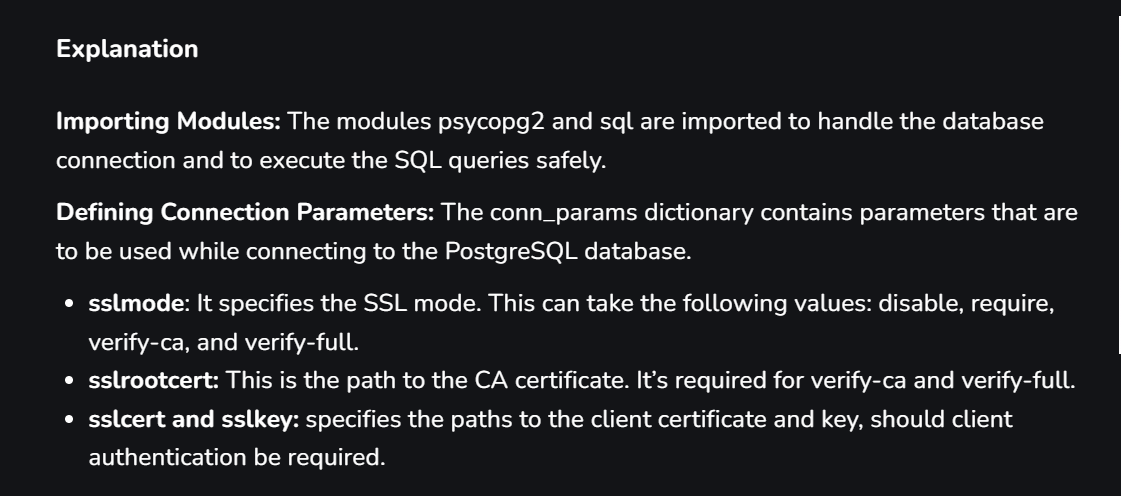 Explanation
Importing Modules: The modules psycopg2 and sql are imported to handle the database
connection and to execute the SQL queries safely.
Defining Connection Parameters: The conn_params dictionary contains parameters that are
to be used while connecting to the PostgreSQL database.
• sslmode: It specifies the SSL mode. This can take the following values: disable, require,
verify-ca, and verify-full.
• sslrootcert: This is the path to the CA certificate. It’s required for verify-ca and verify-full.
• sslcert and sslkey: specifies the paths to the client certificate and key, should client
authentication be required.